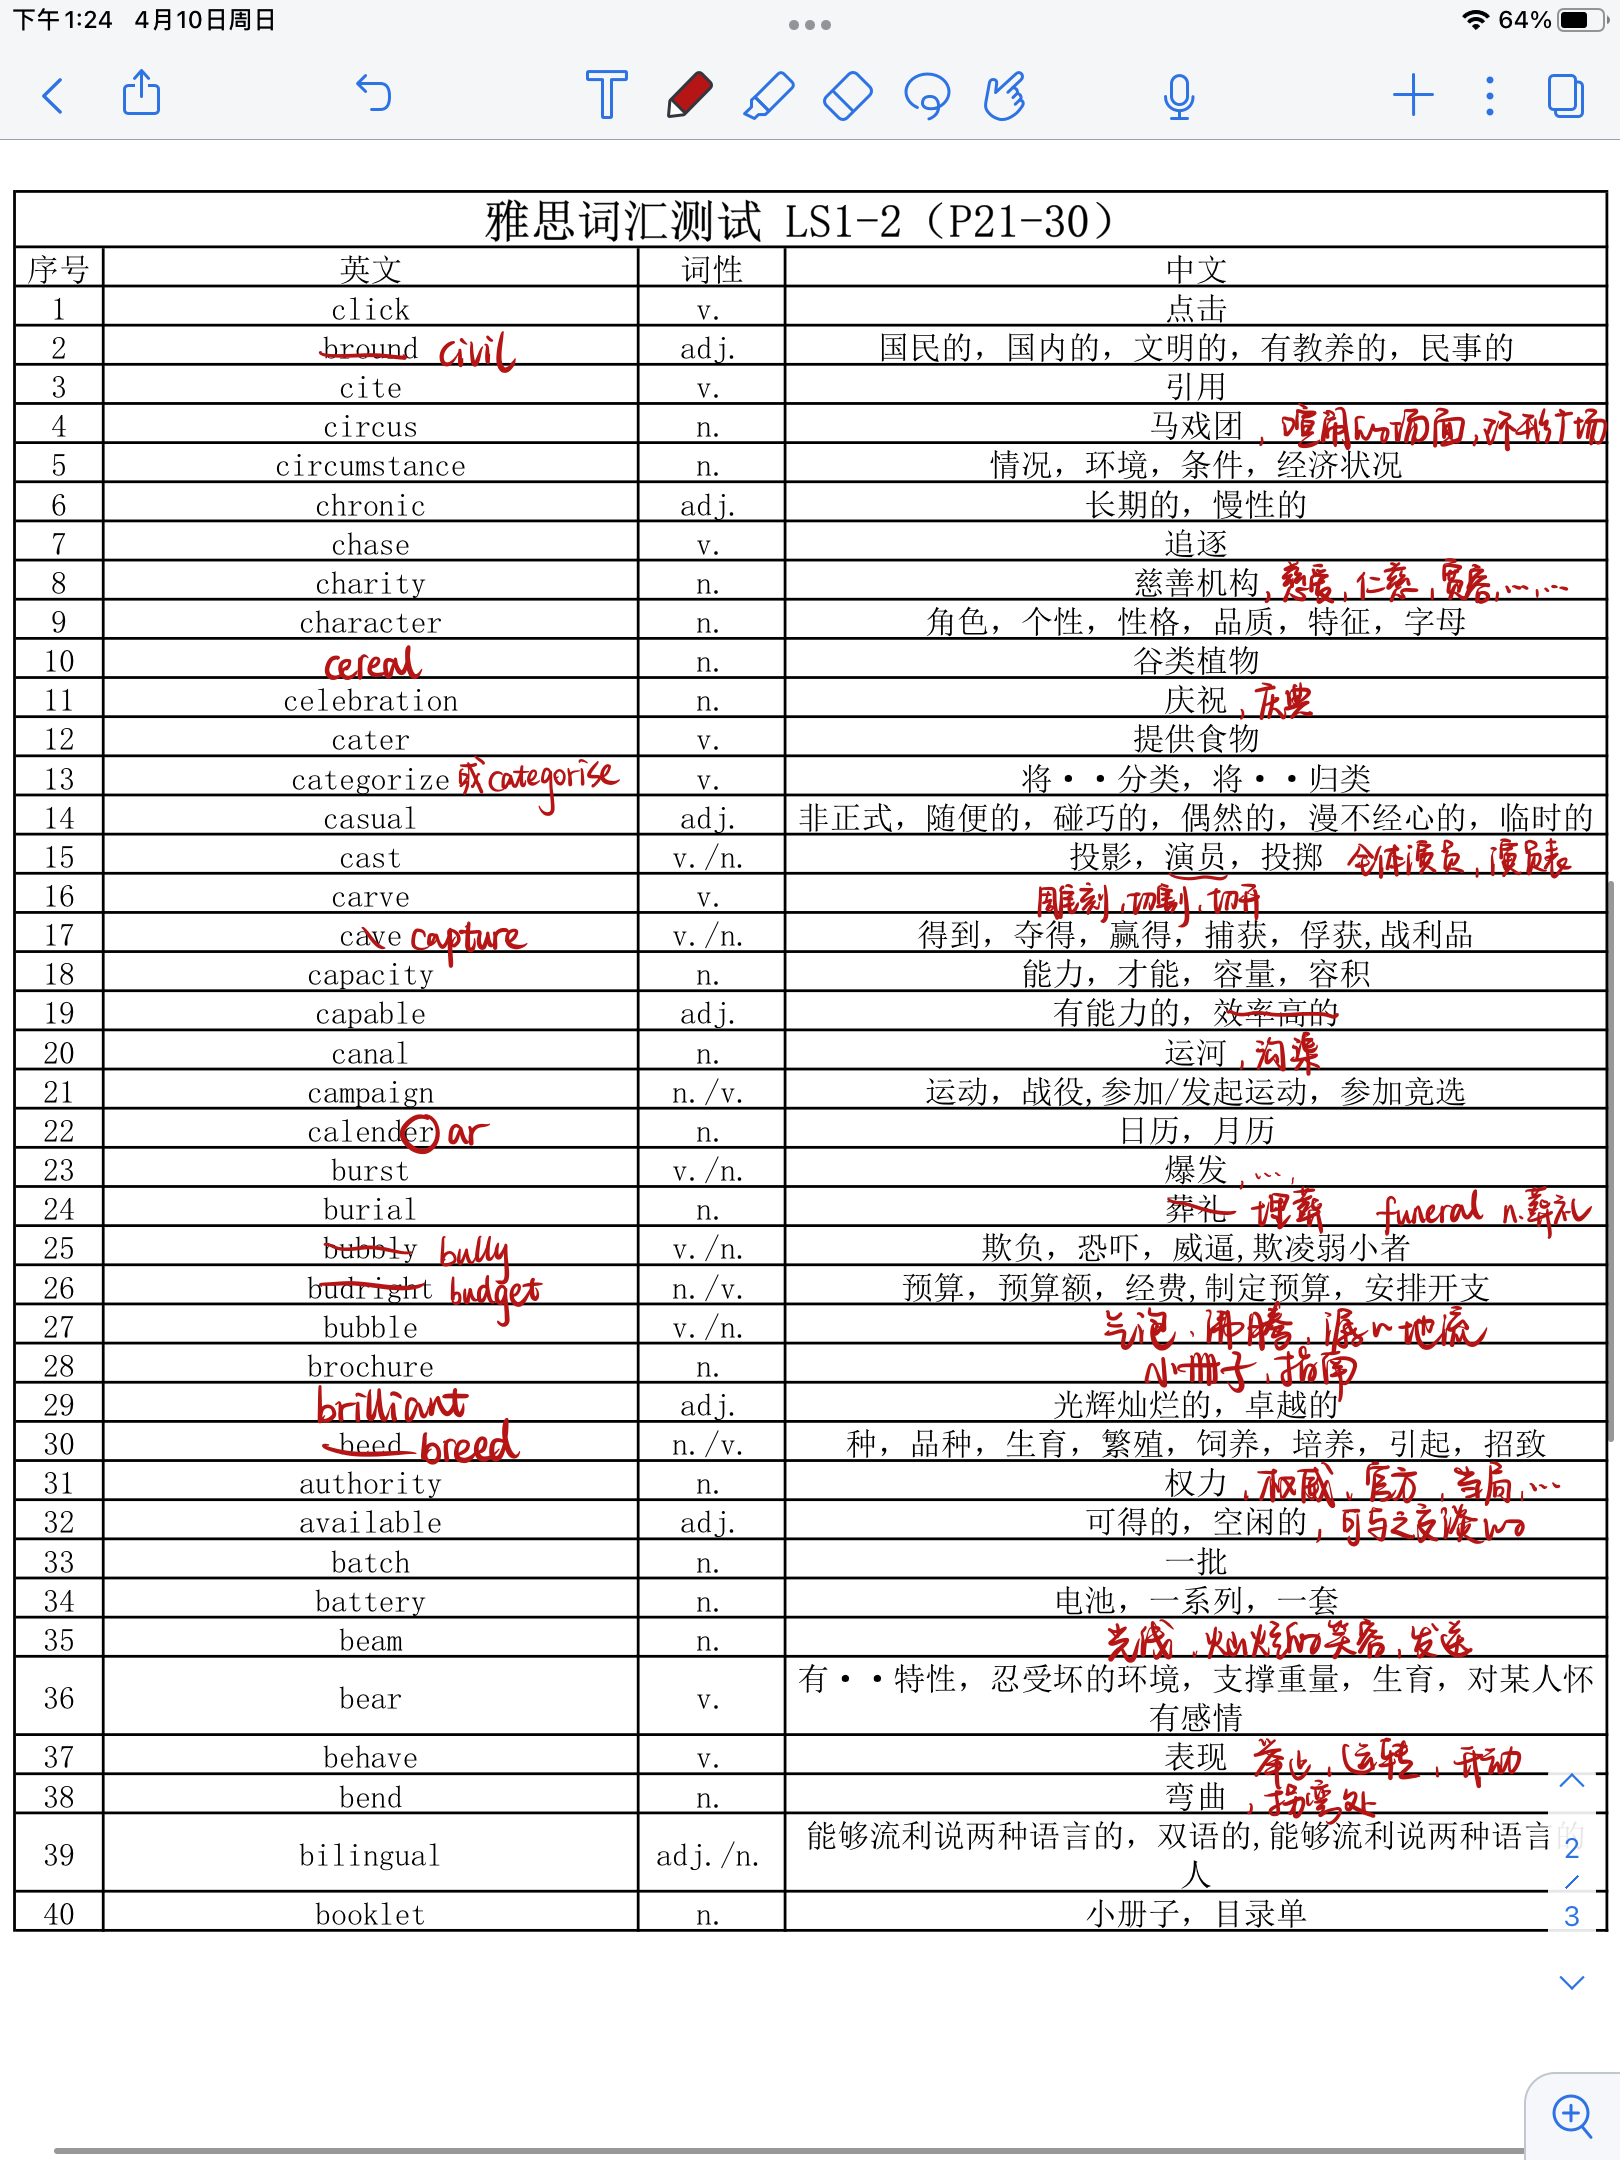 下午1:24 4月10日周日 64%
雅思词汇测试 LS1-2（P21-30）
序号 英文 词性 中文
1 click v. 点击
2 bround civil adj. 国民的，国内的，文明的，有教养的，民事的
3 cite v. 引用
4 circus n. 马戏团，喧闹的场面，环形广场
5 circumstance n. 情况，环境，条件，经济状况
6 chronic adj. 长期的，慢性的
7 chase v. 追逐
8 charity n. 慈善机构，慈爱，仁慈，宽容，……，……
9 character n. 角色，个性，性格，品质，特征，字母
10 cereal n. 谷类植物
11 celebration n. 庆祝，庆典
12 cater v. 提供食物
13 categorize 或 categorise v. 将··分类，将··归类
14 casual adj. 非正式，随便的，碰巧的，偶然的，漫不经心的，临时的
15 cast v./n. 投影，演员，投掷 全体演员，演员表
16 carve v. 雕刻，切割，切开
17 cave capture v./n. 得到，夺得，赢得，捕获，俘获,战利品
18 capacity n. 能力，才能，容量，容积
19 capable adj. 有能力的，效率高的
20 canal n. 运河，沟渠
21 campaign n./v. 运动，战役,参加/发起运动，参加竞选
22 calender ar n. 日历，月历
23 burst v./n. 爆发，…，
24 burial n. 葬礼 埋葬 funeral n.葬礼
25 bubbly bully v./n. 欺负，恐吓，威逼,欺凌弱小者
26 budright budget n./v. 预算，预算额，经费,制定预算，安排开支
27 bubble v./n. 气泡、沸腾，潺~地流
28 brochure n. 小册子，指南
29 brilliant adj. 光辉灿烂的，卓越的
30 beed breed n./v. 种，品种，生育，繁殖，饲养，培养，引起，招致
31 authority n. 权力，权威，官方，当局，…
32 available adj. 可得的，空闲的，可与之交谈的
33 batch n. 一批
34 battery n. 电池，一系列，一套
35 beam n. 光线，灿烂的笑容，发送
36 bear v. 有··特性，忍受坏的环境，支撑重量，生育，对某人怀
有感情
37 behave v. 表现 举止，运转，开动
38 bend n. 弯曲，拐弯处
39 bilingual adj./n. 能够流利说两种语言的，双语的,能够流利说两种语言的
人
40 booklet n. 小册子，目录单
2
/
3